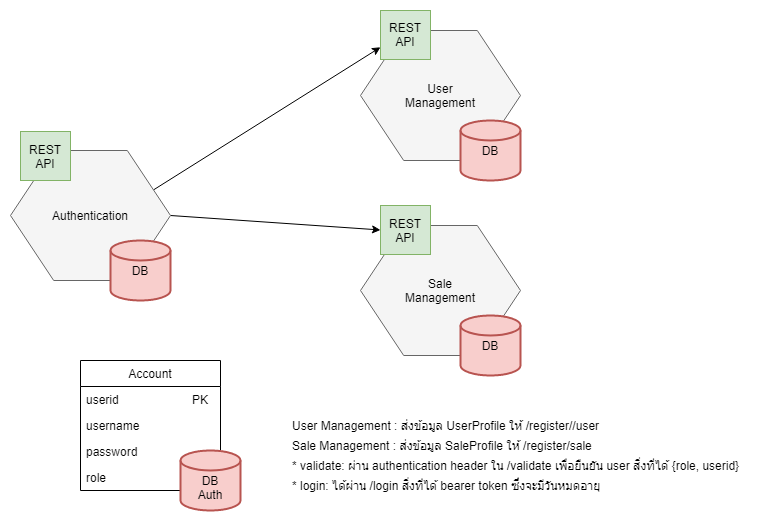 REST
API
User
Management
DB
REST
API
Authentication
DB
REST
API
Sale
Management
DB
Account
userid PK
username
password
role
DB
Auth
User Management : ส่งข้อมูล UserProfile ให้ /register//user
Sale Management : ส่งข้อมูล SaleProfile ให้ /register/sale
* validate: ผ่าน authentication header ใน /validate เพื่อยืนยัน user สิ่งที่ได้ {role, userid}
* login: ได้ผ่าน /login สิ่งที่ได้ bearer token ซึ่งจะมีวันหมดอายุ